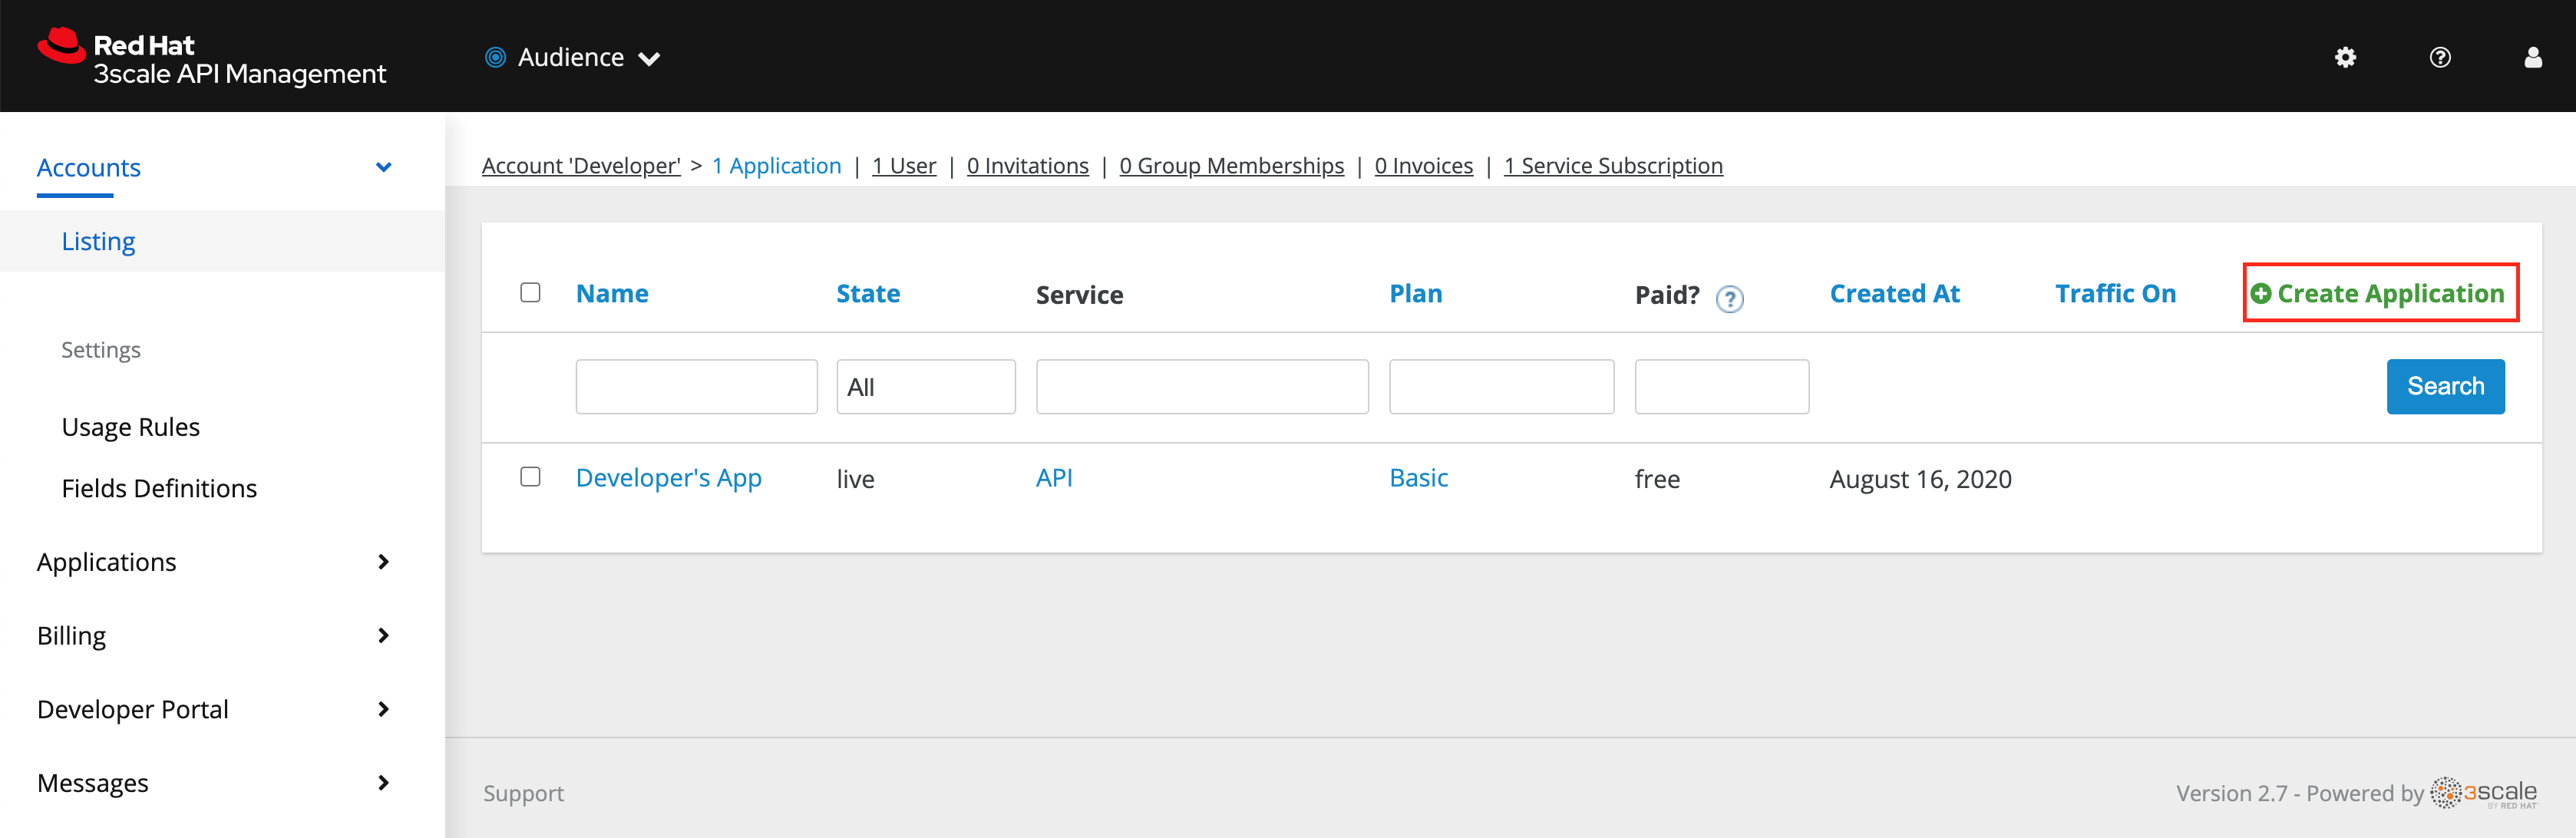 Red Hat
3scale API Management
Audience
Accounts
Listing
Settings
Usage Rules
Fields Definitions
Applications
Billing
Developer Portal
Messages
Account 'Developer' > 1 Application | 1 User | 0 Invitations | 0 Group Memberships | 0 Invoices | 1 Service Subscription
Name State Service Plan Paid? ? Created At Traffic On Create Application
All Search
Developer's App live API Basic free August 16, 2020
Support
Version 2.7 - Powered by 3scale
BY RED HAT